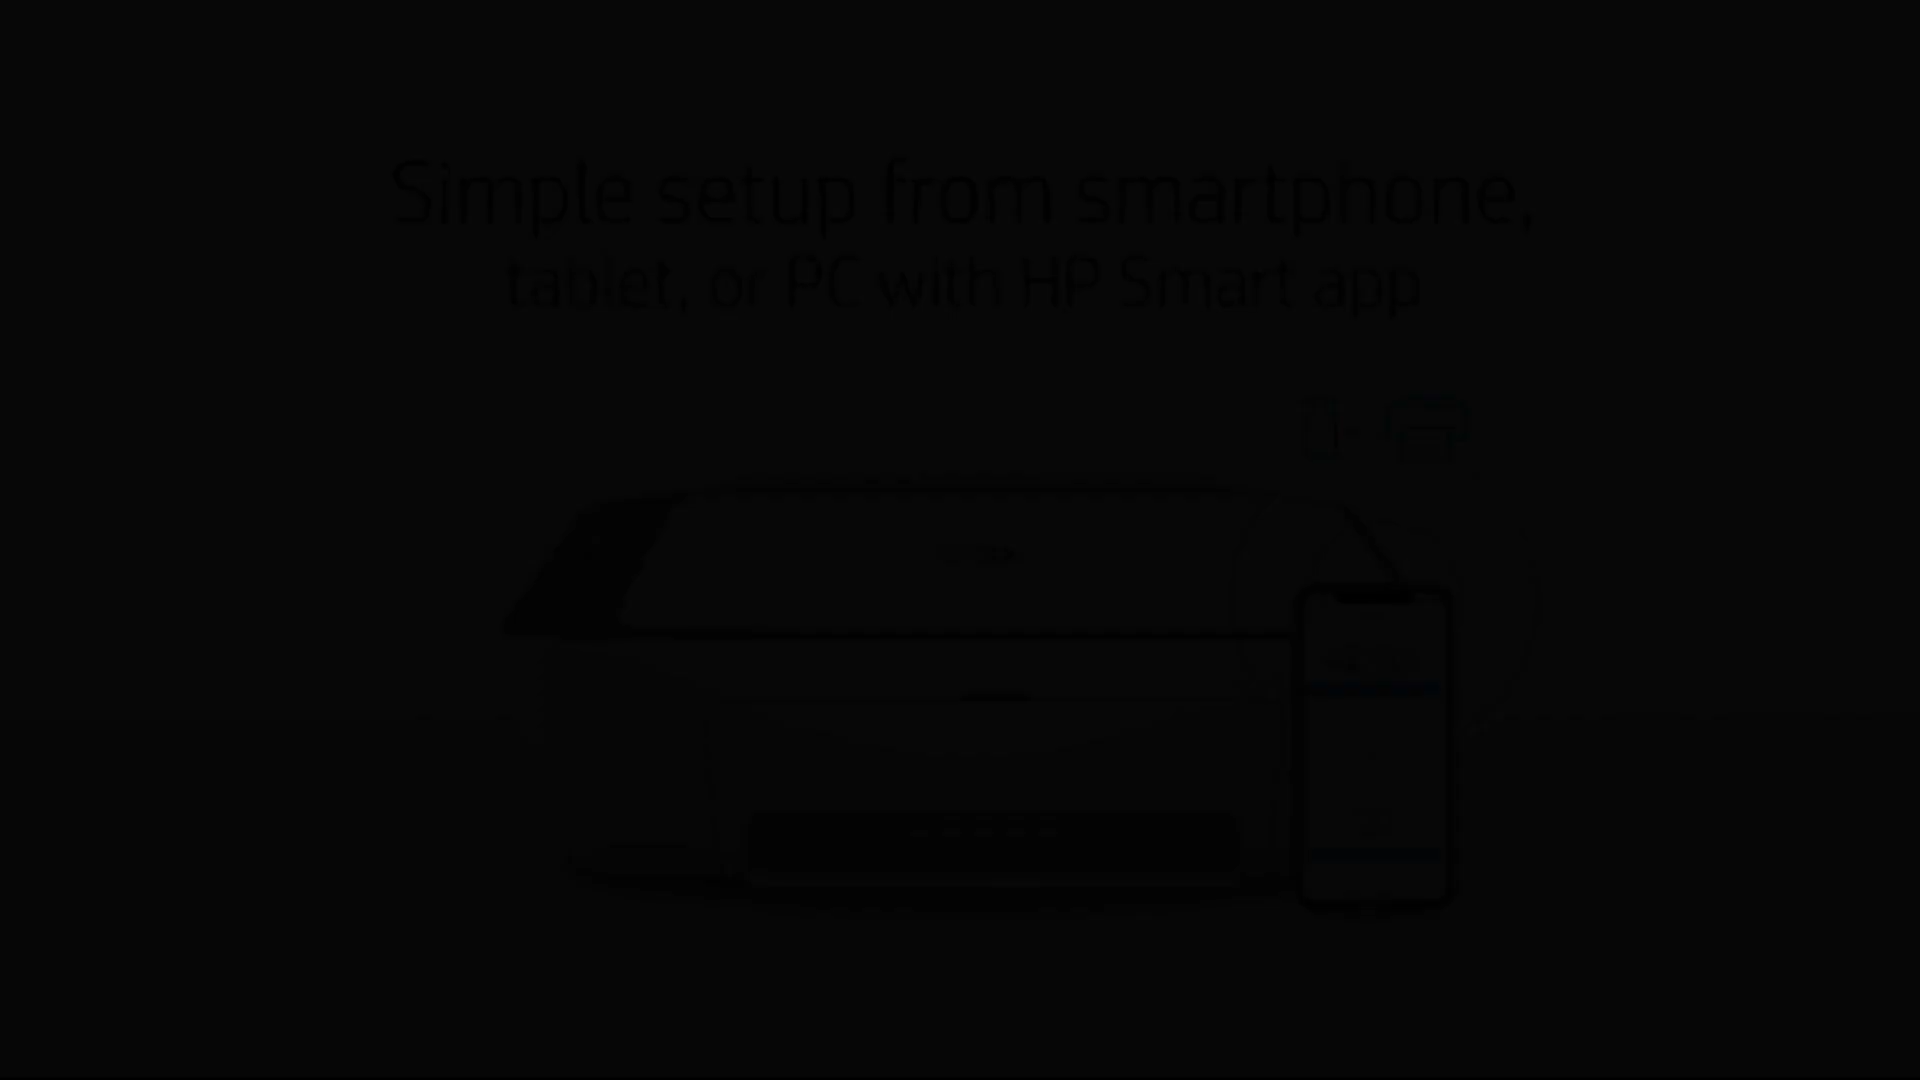 Simple setup from smartphone,
tablet, or PC with HP Smart app